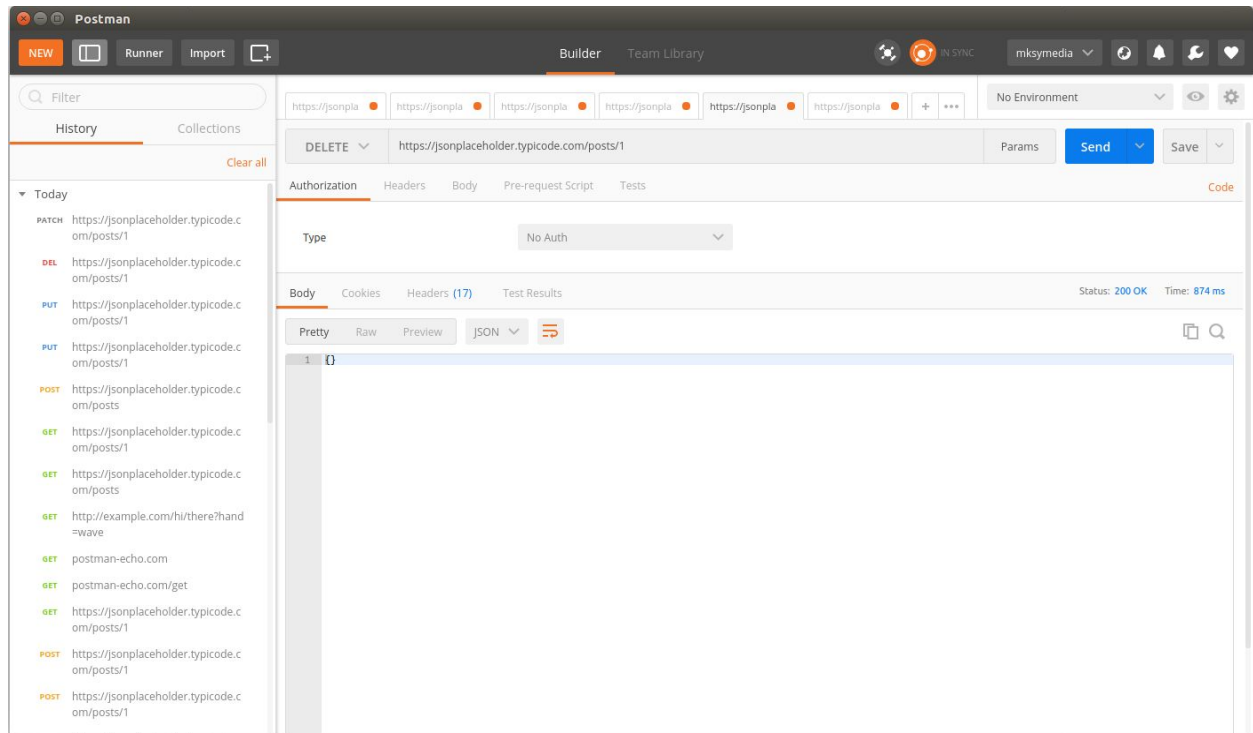 Postman
NEW Runner Import Builder Team Library IN SYNC mksymedia
Filter
History Collections
Clear all
Today
PATCH https://jsonplaceholder.typicode.c
om/posts/1
DEL https://jsonplaceholder.typicode.c
om/posts/1
PUT https://jsonplaceholder.typicode.c
om/posts/1
PUT https://jsonplaceholder.typicode.c
om/posts/1
POST https://jsonplaceholder.typicode.c
om/posts
GET https://jsonplaceholder.typicode.c
om/posts/1
GET https://jsonplaceholder.typicode.c
om/posts
GET http://example.com/hi/there?hand
=wave
GET postman-echo.com
GET postman-echo.com/get
GET https://jsonplaceholder.typicode.c
om/posts/1
POST https://jsonplaceholder.typicode.c
om/posts/1
POST https://jsonplaceholder.typicode.c
om/posts/1
https://jsonpla https://jsonpla https://jsonpla https://jsonpla https://jsonpla https://jsonpla + ••• No Environment
DELETE https://jsonplaceholder.typicode.com/posts/1 Params Send Save
Authorization Headers Body Pre-request Script Tests Code
Type No Auth
Body Cookies Headers (17) Test Results Status: 200 OK Time: 874 ms
Pretty Raw Preview JSON
1 {}